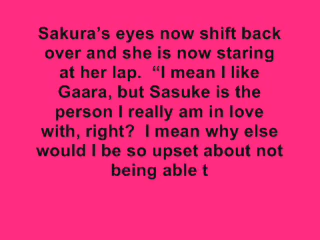 Sakura's eyes now shift back
over and she is now staring
at her lap.  “I mean I like
Gaara, but Sasuke is the
person I really am in love
with, right?  I mean why else
would I be so upset about not
being able t